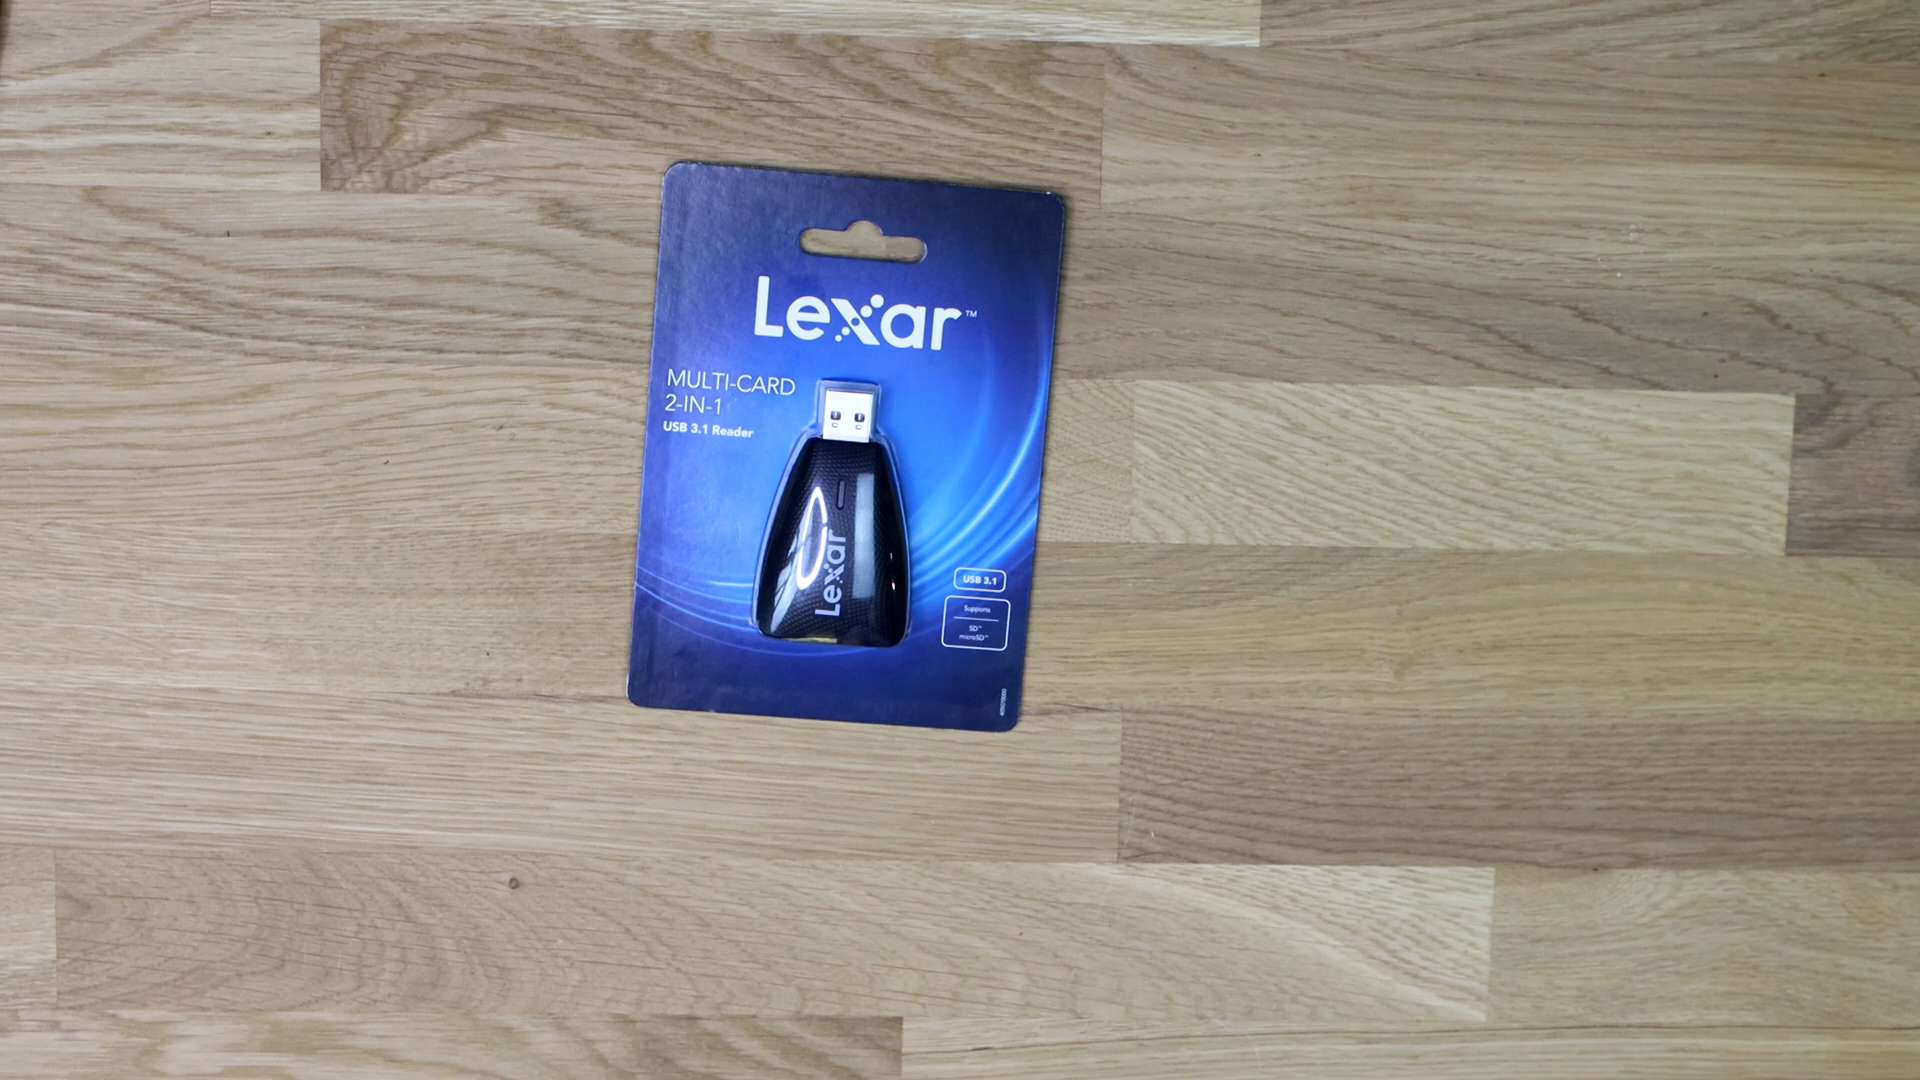 Lexar™
MULTI-CARD
2-IN-1
USB 3.1 Reader
Lexar
USB 3.1
Supports
SD™
microSD™